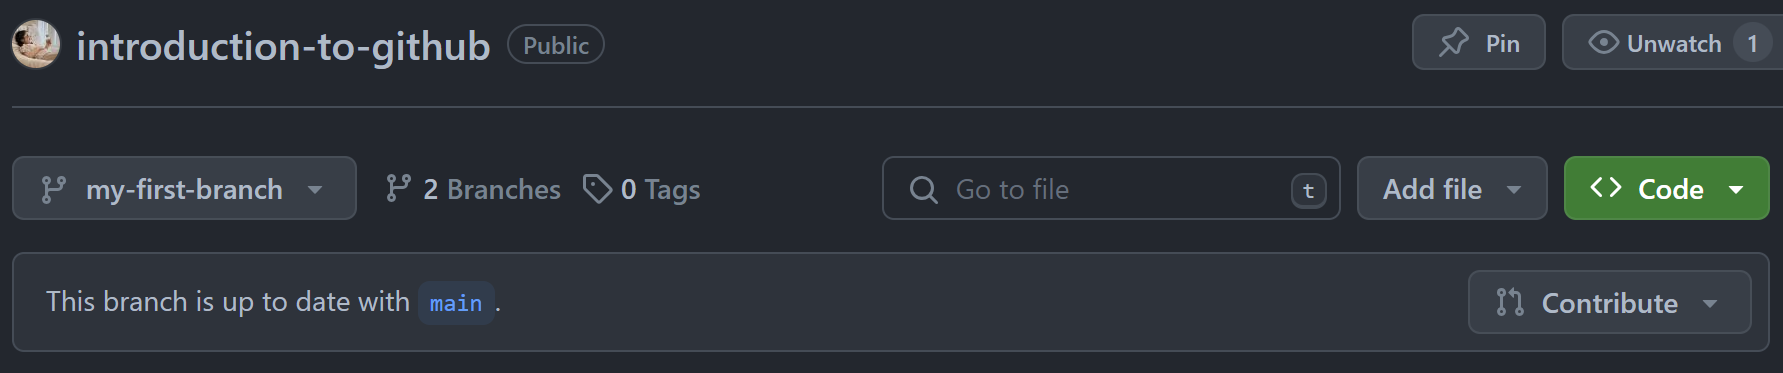 introduction-to-github Public Pin Unwatch 1
my-first-branch 2 Branches 0 Tags Go to file t Add file <> Code
This branch is up to date with main. Contribute